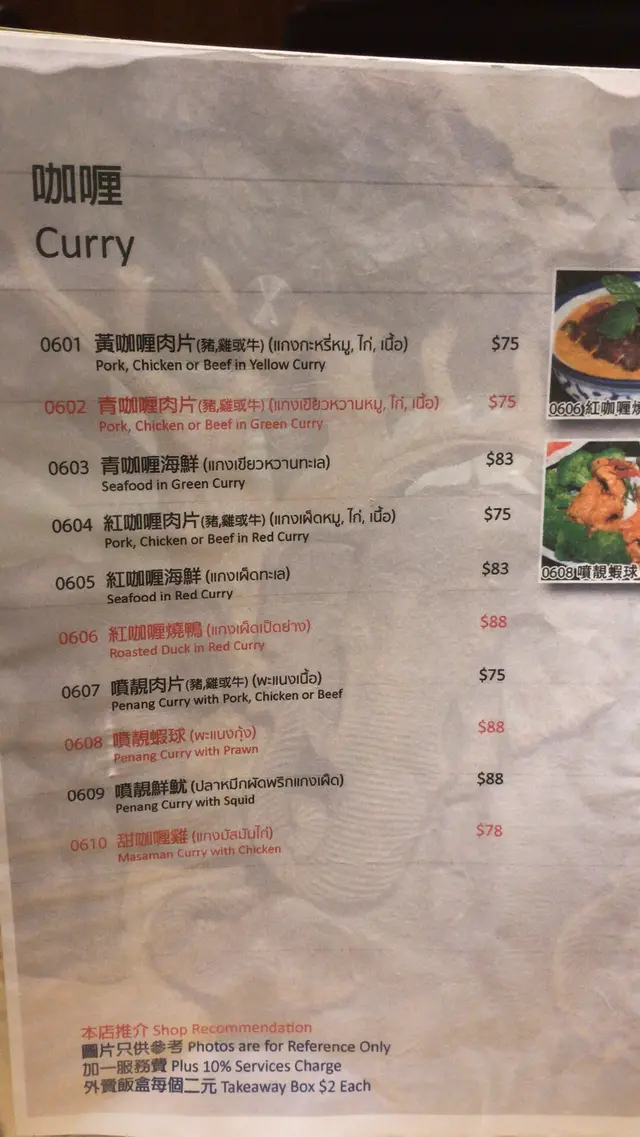 咖喱
Curry
0601 黃咖喱肉片(豬,雞或牛) (แกงกะหรี่หมู, ไก่, เนื้อ) $75
Pork, Chicken or Beef in Yellow Curry
0602 青咖喱肉片(豬,雞或牛) (แกงเขียวหวานหมู, ไก่, เนื้อ) $75
Pork, Chicken or Beef in Green Curry
0603 青咖喱海鮮 (แกงเขียวหวานทะเล) $83
Seafood in Green Curry
0604 紅咖喱肉片(豬,雞或牛) (แกงเผ็ดหมู, ไก่, เนื้อ) $75
Pork, Chicken or Beef in Red Curry
0605 紅咖喱海鮮 (แกงเผ็ดทะเล) $83
Seafood in Red Curry
0606 紅咖喱燒鴨 (แกงเผ็ดเป็ดย่าง) $88
Roasted Duck in Red Curry
0607 噴靚肉片(豬,雞或牛) (พะแนงเนื้อ) $75
Penang Curry with Pork, Chicken or Beef
0608 噴靚蝦球 (พะแนงกุ้ง) $88
Penang Curry with Prawn
0609 噴靚鮮魷 (ปลาหมึกผัดพริกแกงเผ็ด) $88
Penang Curry with Squid
0610 甜咖喱雞 (แกงมัสมันไก่) $78
Masaman Curry with Chicken
0606 紅咖喱燒
0608 噴靚蝦球
本店推介 Shop Recommendation
圖片只供參考 Photos are for Reference Only
加一服務費 Plus 10% Services Charge
外賣飯盒每個二元 Takeaway Box $2 Each